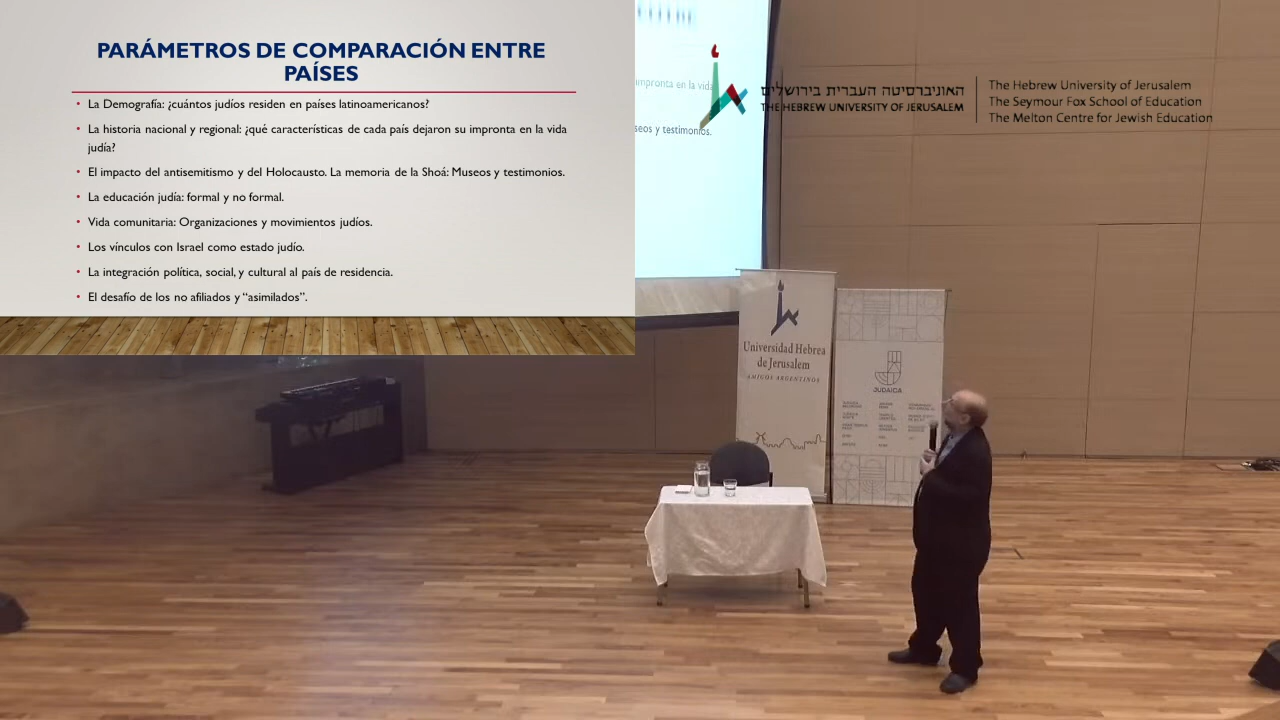 PARÁMETROS DE COMPARACIÓN ENTRE
PAÍSES
• La Demografía: ¿cuántos judíos residen en países latinoamericanos?
• La historia nacional y regional: ¿qué características de cada país dejaron su impronta en la vida
judía?
• El impacto del antisemitismo y del Holocausto. La memoria de la Shoá: Museos y testimonios.
• La educación judía: formal y no formal.
• Vida comunitaria: Organizaciones y movimientos judíos.
• Los vínculos con Israel como estado judío.
• La integración política, social, y cultural al país de residencia.
• El desafío de los no afiliados y “asimilados”.
impronta en la vida
seos y testimonios.
האוניברסיטה העברית בירושלים
THE HEBREW UNIVERSITY OF JERUSALEM
The Hebrew University of Jerusalem
The Seymour Fox School of Education
The Melton Centre for Jewish Education
Universidad Hebrea
de Jerusalem
AMIGOS ARGENTINOS
JUDAICA